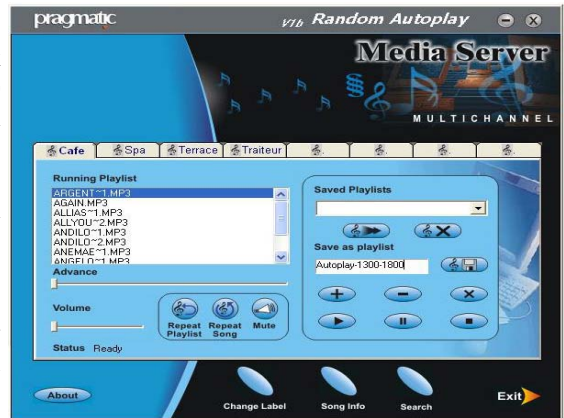 pragmatic
V1b Random Autoplay
Media Server
MULTICHANNEL
Cafe Spa Terrace Traiteur
Running Playlist
ARGENT~1.MP3
AGAIN.MP3
ALLIAS~1.MP3
ALLYOU~2.MP3
ANDILO~1.MP3
ANDILO~2.MP3
ANEMAE~1.MP3
ANGELO~1.MP3
Advance
Volume
Repeat Playlist
Repeat Song
Mute
Status Ready
Saved Playlists
Save as playlist
Autoplay-1300-1800
About
Change Label
Song Info
Search
Exit